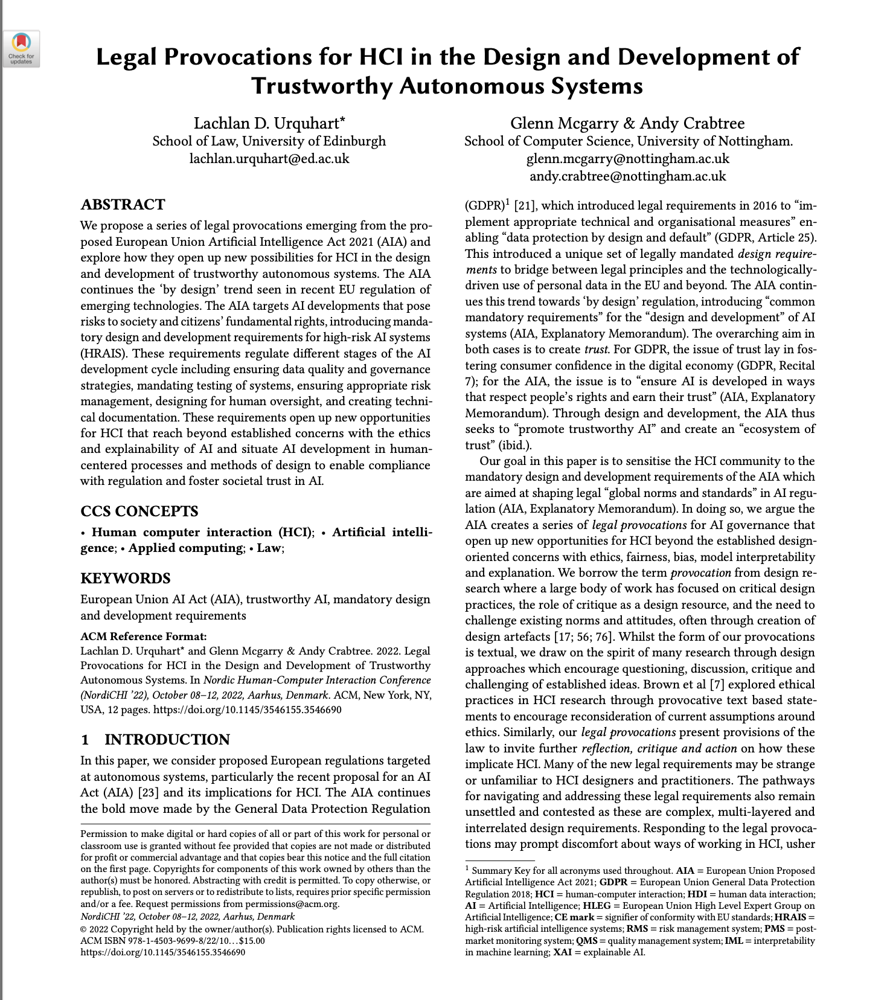 Check for
updates
Legal Provocations for HCI in the Design and Development of
Trustworthy Autonomous Systems
Lachlan D. Urquhart*
School of Law, University of Edinburgh
lachlan.urquhart@ed.ac.uk
Glenn Mcgarry & Andy Crabtree
School of Computer Science, University of Nottingham.
glenn.mcgarry@nottingham.ac.uk
andy.crabtree@nottingham.ac.uk
ABSTRACT
We propose a series of legal provocations emerging from the pro-
posed European Union Artificial Intelligence Act 2021 (AIA) and
explore how they open up new possibilities for HCI in the design
and development of trustworthy autonomous systems. The AIA
continues the ‘by design’ trend seen in recent EU regulation of
emerging technologies. The AIA targets AI developments that pose
risks to society and citizens’ fundamental rights, introducing manda-
tory design and development requirements for high-risk AI systems
(HRAIS). These requirements regulate different stages of the AI
development cycle including ensuring data quality and governance
strategies, mandating testing of systems, ensuring appropriate risk
management, designing for human oversight, and creating techni-
cal documentation. These requirements open up new opportunities
for HCI that reach beyond established concerns with the ethics
and explainability of AI and situate AI development in human-
centered processes and methods of design to enable compliance
with regulation and foster societal trust in AI.
CCS CONCEPTS
• Human computer interaction (HCI); • Artificial intelli-
gence; • Applied computing; • Law;
KEYWORDS
European Union AI Act (AIA), trustworthy AI, mandatory design
and development requirements
ACM Reference Format:
Lachlan D. Urquhart* and Glenn Mcgarry & Andy Crabtree. 2022. Legal
Provocations for HCI in the Design and Development of Trustworthy
Autonomous Systems. In Nordic Human-Computer Interaction Conference
(NordiCHI ’22), October 08–12, 2022, Aarhus, Denmark. ACM, New York, NY,
USA, 12 pages. https://doi.org/10.1145/3546155.3546690
1 INTRODUCTION
In this paper, we consider proposed European regulations targeted
at autonomous systems, particularly the recent proposal for an AI
Act (AIA) [23] and its implications for HCI. The AIA continues
the bold move made by the General Data Protection Regulation
Permission to make digital or hard copies of all or part of this work for personal or
classroom use is granted without fee provided that copies are not made or distributed
for profit or commercial advantage and that copies bear this notice and the full citation
on the first page. Copyrights for components of this work owned by others than the
author(s) must be honored. Abstracting with credit is permitted. To copy otherwise, or
republish, to post on servers or to redistribute to lists, requires prior specific permission
and/or a fee. Request permissions from permissions@acm.org.
NordiCHI ’22, October 08–12, 2022, Aarhus, Denmark
© 2022 Copyright held by the owner/author(s). Publication rights licensed to ACM.
ACM ISBN 978-1-4503-9699-8/22/10…$15.00
https://doi.org/10.1145/3546155.3546690
(GDPR)1 [21], which introduced legal requirements in 2016 to “im-
plement appropriate technical and organisational measures” en-
abling “data protection by design and default” (GDPR, Article 25).
This introduced a unique set of legally mandated design require-
ments to bridge between legal principles and the technologically-
driven use of personal data in the EU and beyond. The AIA contin-
ues this trend towards ‘by design’ regulation, introducing “common
mandatory requirements” for the “design and development” of AI
systems (AIA, Explanatory Memorandum). The overarching aim in
both cases is to create trust. For GDPR, the issue of trust lay in fos-
tering consumer confidence in the digital economy (GDPR, Recital
7); for the AIA, the issue is to “ensure AI is developed in ways
that respect people’s rights and earn their trust” (AIA, Explanatory
Memorandum). Through design and development, the AIA thus
seeks to “promote trustworthy AI” and create an “ecosystem of
trust” (ibid.).
Our goal in this paper is to sensitise the HCI community to the
mandatory design and development requirements of the AIA which
are aimed at shaping legal “global norms and standards” in AI regu-
lation (AIA, Explanatory Memorandum). In doing so, we argue the
AIA creates a series of legal provocations for AI governance that
open up new opportunities for HCI beyond the established design-
oriented concerns with ethics, fairness, bias, model interpretability
and explanation. We borrow the term provocation from design re-
search where a large body of work has focused on critical design
practices, the role of critique as a design resource, and the need to
challenge existing norms and attitudes, often through creation of
design artefacts [17; 56; 76]. Whilst the form of our provocations
is textual, we draw on the spirit of many research through design
approaches which encourage questioning, discussion, critique and
challenging of established ideas. Brown et al [7] explored ethical
practices in HCI research through provocative text based state-
ments to encourage reconsideration of current assumptions around
ethics. Similarly, our legal provocations present provisions of the
law to invite further reflection, critique and action on how these
implicate HCI. Many of the new legal requirements may be strange
or unfamiliar to HCI designers and practitioners. The pathways
for navigating and addressing these legal requirements also remain
unsettled and contested as these are complex, multi-layered and
interrelated design requirements. Responding to the legal provoca-
tions may prompt discomfort about ways of working in HCI, usher
1 Summary Key for all acronyms used throughout. AIA = European Union Proposed
Artificial Intelligence Act 2021; GDPR = European Union General Data Protection
Regulation 2018; HCI = human-computer interaction; HDI = human data interaction;
AI = Artificial Intelligence; HLEG = European Union High Level Expert Group on
Artificial Intelligence; CE mark = signifier of conformity with EU standards; HRAIS =
high-risk artificial intelligence systems; RMS = risk management system; PMS = post-
market monitoring system; QMS = quality management system; IML = interpretability
in machine learning; XAI = explainable AI.